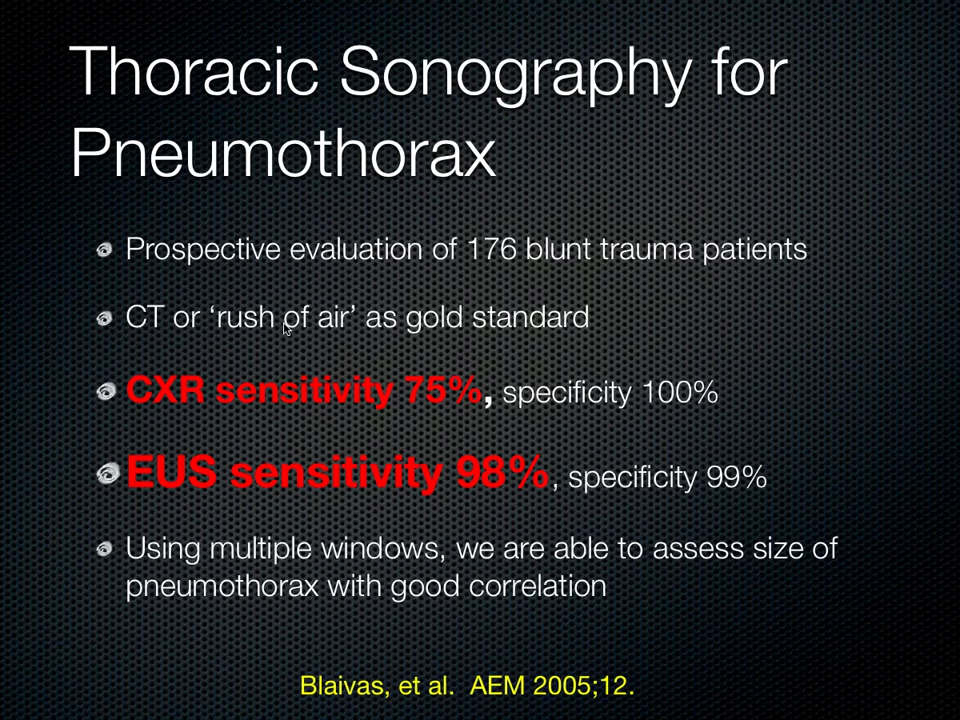 Thoracic Sonography for
Pneumothorax
Prospective evaluation of 176 blunt trauma patients
CT or ‘rush of air’ as gold standard
CXR sensitivity 75%, specificity 100%
EUS sensitivity 98%, specificity 99%
Using multiple windows, we are able to assess size of
pneumothorax with good correlation
Blaivas, et al.  AEM 2005;12.